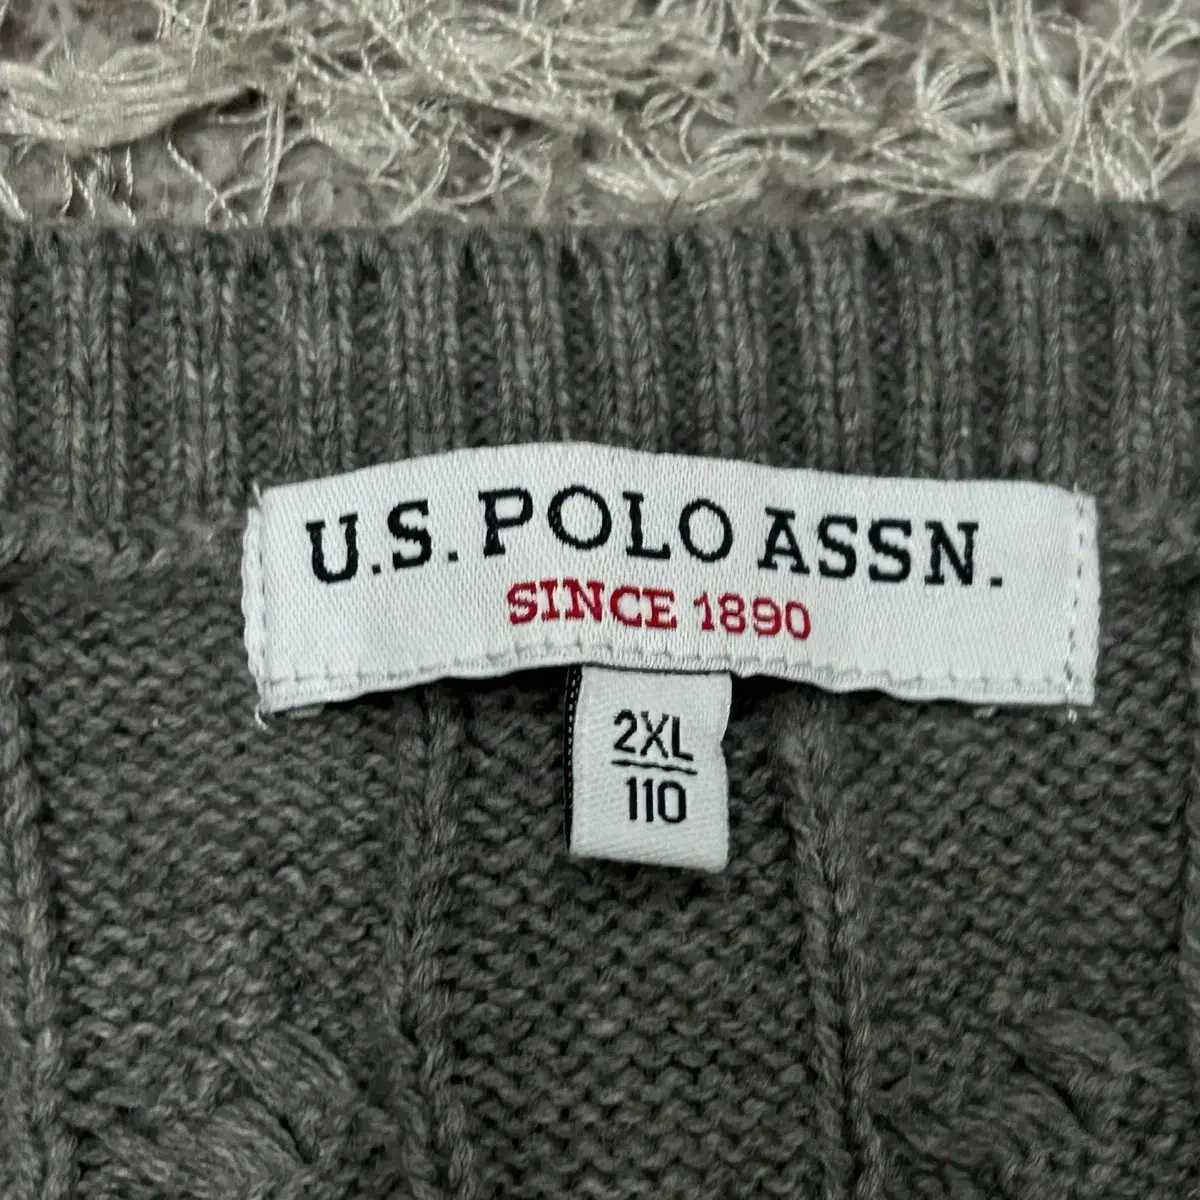 U.S. POLO ASSN.
SINCE 1890
2XL
110